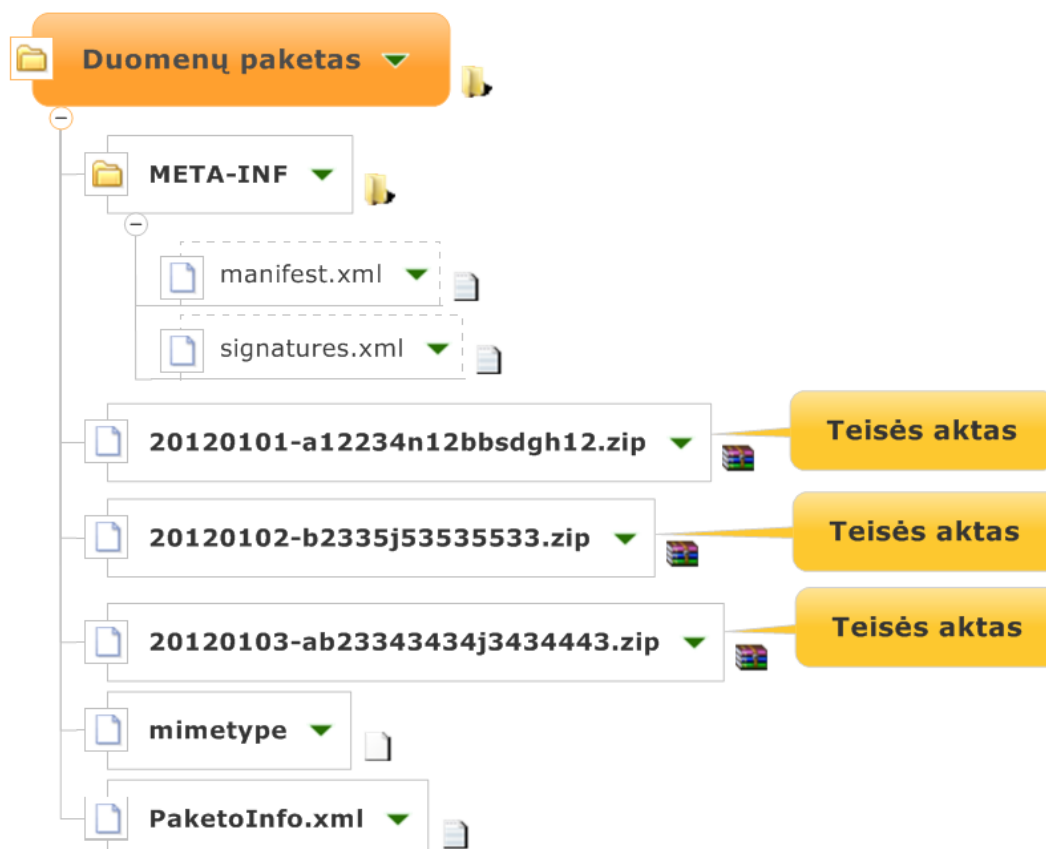 Duomenų paketas
META-INF
manifest.xml
signatures.xml
20120101-a12234n12bbsdgh12.zip
Teisės aktas
20120102-b2335j53535533.zip
Teisės aktas
20120103-ab23343434j3434443.zip
Teisės aktas
mimetype
PaketoInfo.xml